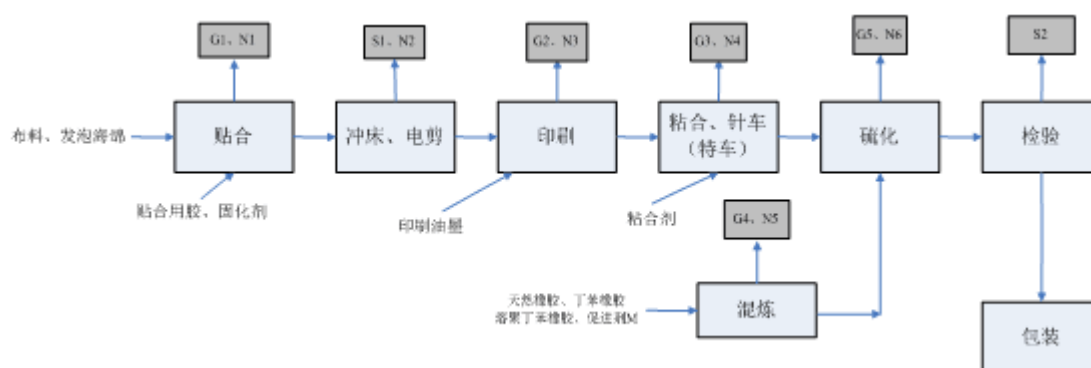 G1、N1
S1、N2
G2、N3
G3、N4
G5、N6
S2
布料、发泡海绵
贴合
冲床、电剪
印刷
粘合、针车
（特车）
硫化
检验
贴合用胶、固化剂
印刷油墨
粘合剂
G4、N5
天然橡胶、丁苯橡胶
溶聚丁苯橡胶，促进剂M
混炼
包装